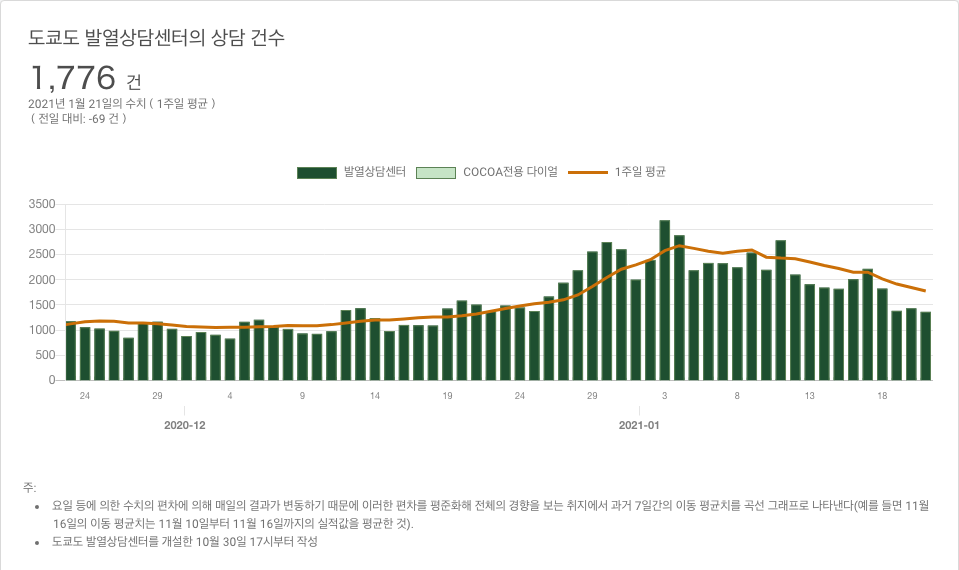 도쿄도 발열상담센터의 상담 건수
1,776 건
2021년 1월 21일의 수치 ( 1주일 평균 )
( 전일 대비: -69 건 )
발열상담센터 COCOA전용 다이얼 1주일 평균
3500
3000
2500
2000
1500
1000
500
0
24 29 4 9 14 19 24 29 3 8 13 18
2020-12 2021-01
주:
• 요일 등에 의한 수치의 편차에 의해 매일의 결과가 변동하기 때문에 이러한 편차를 평준화해 전체의 경향을 보는 취지에서 과거 7일간의 이동 평균치를 곡선 그래프로 나타낸다(예를 들면 11월
16일의 이동 평균치는 11월 10일부터 11월 16일까지의 실적값을 평균한 것).
• 도쿄도 발열상담센터를 개설한 10월 30일 17시부터 작성